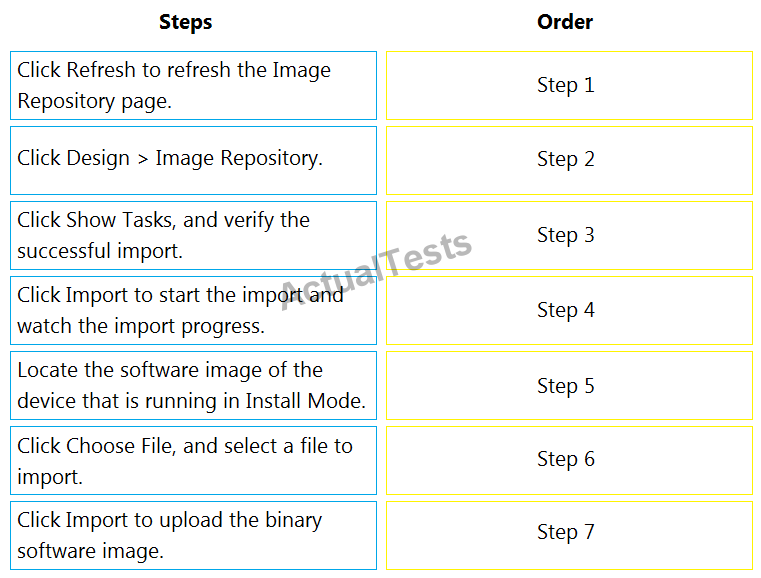 Steps
Order
Click Refresh to refresh the Image
Repository page.
Step 1
Click Design > Image Repository.
Step 2
Click Show Tasks, and verify the
successful import.
Step 3
ActualTests
Click Import to start the import and
watch the import progress.
Step 4
Locate the software image of the
device that is running in Install Mode.
Step 5
Click Choose File, and select a file to
import.
Step 6
Click Import to upload the binary
software image.
Step 7